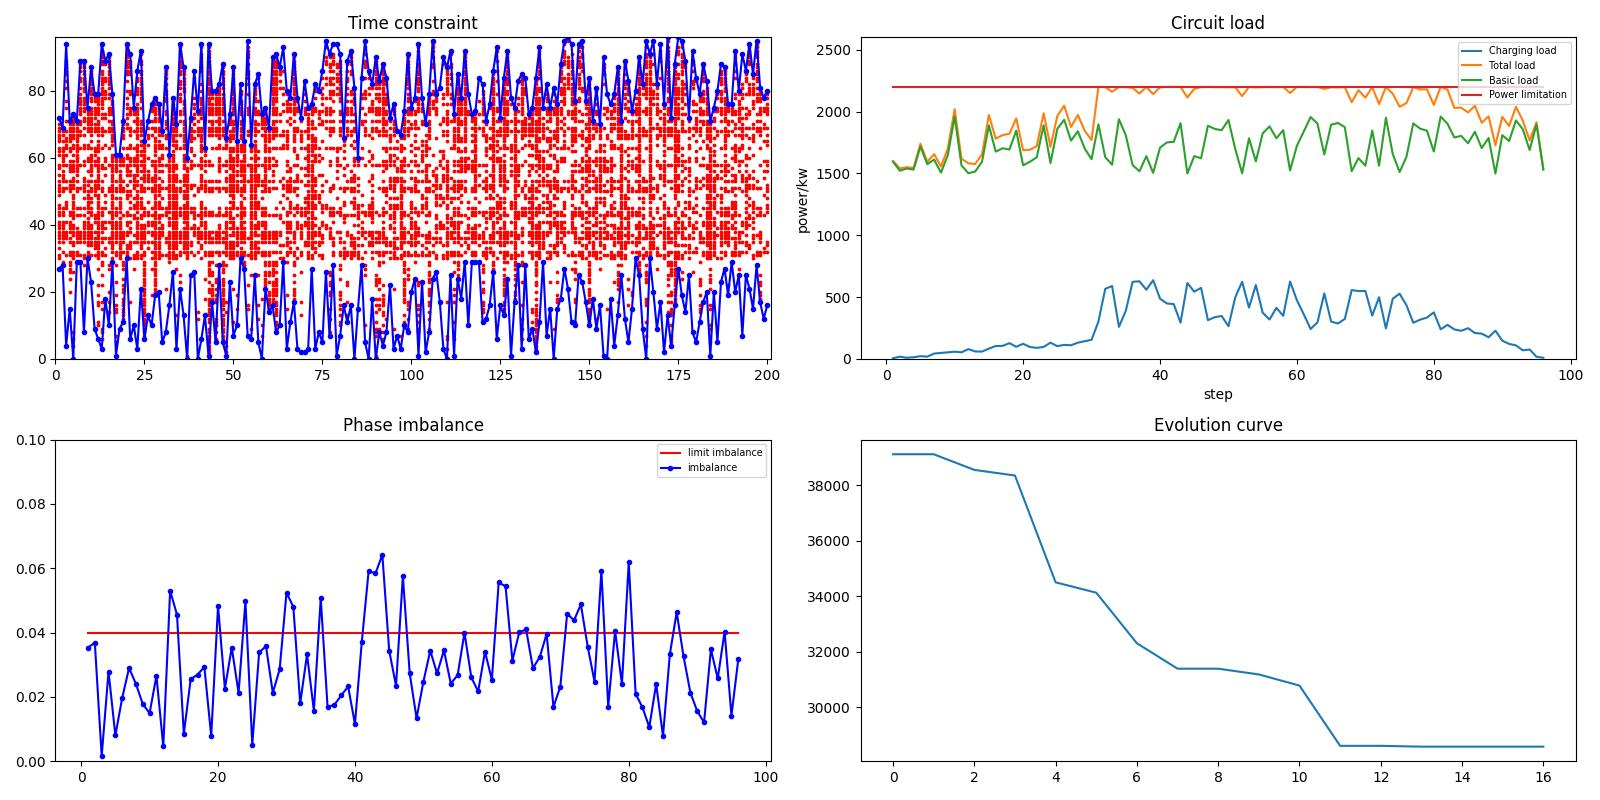 Time constraint
80
60
40
20
0
0 25 50 75 100 125 150 175 200
Circuit load
2500
2000
1500
1000
500
0
power/kw
Charging load
Total load
Basic load
Power limitation
0 20 40 60 80 100
step
Phase imbalance
0.10
0.08
0.06
0.04
0.02
0.00
limit imbalance
imbalance
0 20 40 60 80 100
Evolution curve
38000
36000
34000
32000
30000
0 2 4 6 8 10 12 14 16